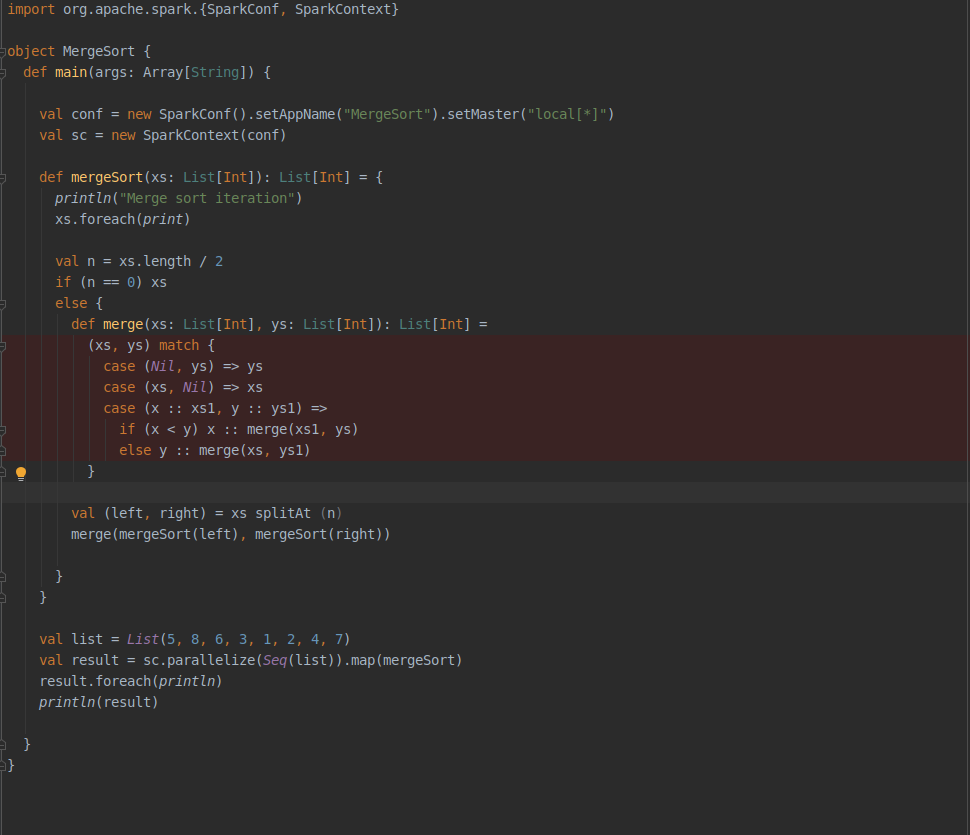 import org.apache.spark.{SparkConf, SparkContext}
object MergeSort {
def main(args: Array[String]) {
val conf = new SparkConf().setAppName("MergeSort").setMaster("local[*]")
val sc = new SparkContext(conf)
def mergeSort(xs: List[Int]): List[Int] = {
println("Merge sort iteration")
xs.foreach(print)
val n = xs.length / 2
if (n == 0) xs
else {
def merge(xs: List[Int], ys: List[Int]): List[Int] =
(xs, ys) match {
case (Nil, ys) => ys
case (xs, Nil) => xs
case (x :: xs1, y :: ys1) =>
if (x < y) x :: merge(xs1, ys)
else y :: merge(xs, ys1)
}
val (left, right) = xs splitAt (n)
merge(mergeSort(left), mergeSort(right))
}
}
val list = List(5, 8, 6, 3, 1, 2, 4, 7)
val result = sc.parallelize(Seq(list)).map(mergeSort)
result.foreach(println)
println(result)
}
}